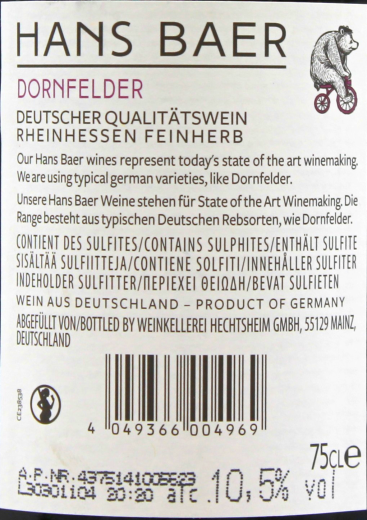 HANS BAER
DORNFELDER
DEUTSCHER QUALITÄTSWEIN
RHEINHESSEN FEINHERB
Our Hans Baer wines represent today's state of the art winemaking.
We are using typical german varieties, like Dornfelder.
Unsere Hans Baer Weine stehen für State of the Art Winemaking. Die
Range besteht aus typischen Deutschen Rebsorten, wie Dornfelder.
CONTIENT DES SULFITES/CONTAINS SULPHITES/ENTHÄLT SULFITE
SISÄLTÄÄ SULFIITTEJA/CONTIENE SOLFITI/INNEHÅLLER SULFITER
INDEHOLDER SULFITTER/ΠΕΡΙΕΧΕΙ ΘΕΙΩΔΗ/BEVAT SULFIETEN
WEIN AUS DEUTSCHLAND – PRODUCT OF GERMANY
ABGEFÜLLT VON/BOTTLED BY WEINKELLEREI HECHTSHEIM GMBH, 55129 MAINZ,
DEUTSCHLAND
CE238538
4 049366 004969
75CLe
A.P.NR.4375141009623
L90301104 20:20 alc.10,5% vol